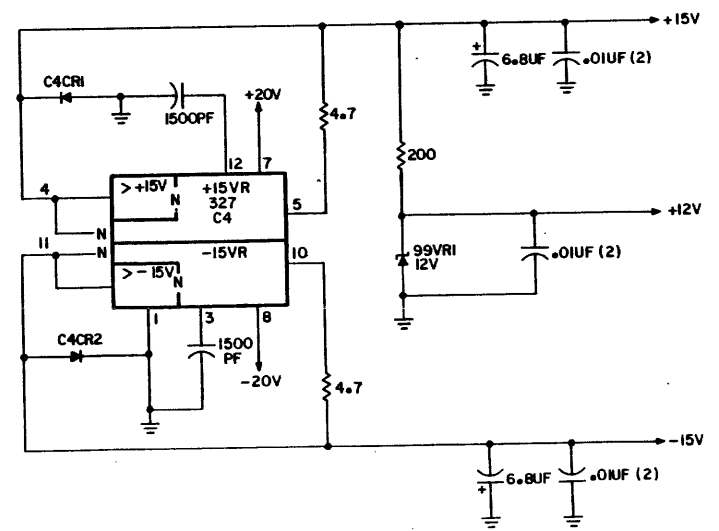 +15V
C4CR1
1500PF
+20V
4.7
+
6.8UF
.01UF (2)
200
12
7
4
>+15V
N
+15VR
327
C4
5
N
+12V
11
N
-15VR
10
>-15V
N
99VR1
12V
.01UF (2)
1
3
8
C4CR2
1500
PF
-20V
4.7
-15V
+
6.8UF
.01UF (2)